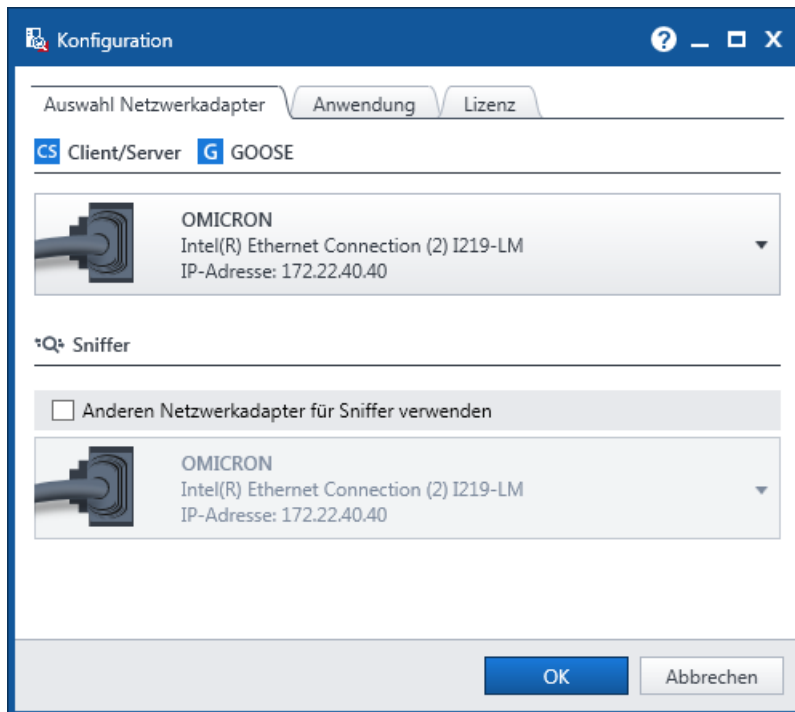 Konfiguration
Auswahl Netzwerkadapter Anwendung Lizenz
CS Client/Server G GOOSE
OMICRON
Intel(R) Ethernet Connection (2) I219-LM
IP-Adresse: 172.22.40.40
Sniffer
Anderen Netzwerkadapter für Sniffer verwenden
OMICRON
Intel(R) Ethernet Connection (2) I219-LM
IP-Adresse: 172.22.40.40
OK Abbrechen